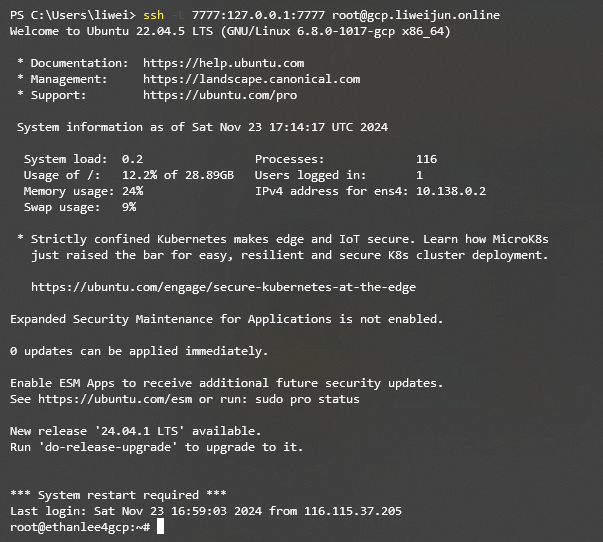 PS C:\Users\liwei> ssh -L 7777:127.0.0.1:7777 root@gcp.liweijun.online
Welcome to Ubuntu 22.04.5 LTS (GNU/Linux 6.8.0-1017-gcp x86_64)
* Documentation: https://help.ubuntu.com
* Management: https://landscape.canonical.com
* Support: https://ubuntu.com/pro
System information as of Sat Nov 23 17:14:17 UTC 2024
System load: 0.2 Processes: 116
Usage of /: 12.2% of 28.89GB Users logged in: 1
Memory usage: 24% IPv4 address for ens4: 10.138.0.2
Swap usage: 9%
* Strictly confined Kubernetes makes edge and IoT secure. Learn how MicroK8s
just raised the bar for easy, resilient and secure K8s cluster deployment.
https://ubuntu.com/engage/secure-kubernetes-at-the-edge
Expanded Security Maintenance for Applications is not enabled.
0 updates can be applied immediately.
Enable ESM Apps to receive additional future security updates.
See https://ubuntu.com/esm or run: sudo pro status
New release '24.04.1 LTS' available.
Run 'do-release-upgrade' to upgrade to it.
*** System restart required ***
Last login: Sat Nov 23 16:59:03 2024 from 116.115.37.205
root@ethanlee4gcp:~#